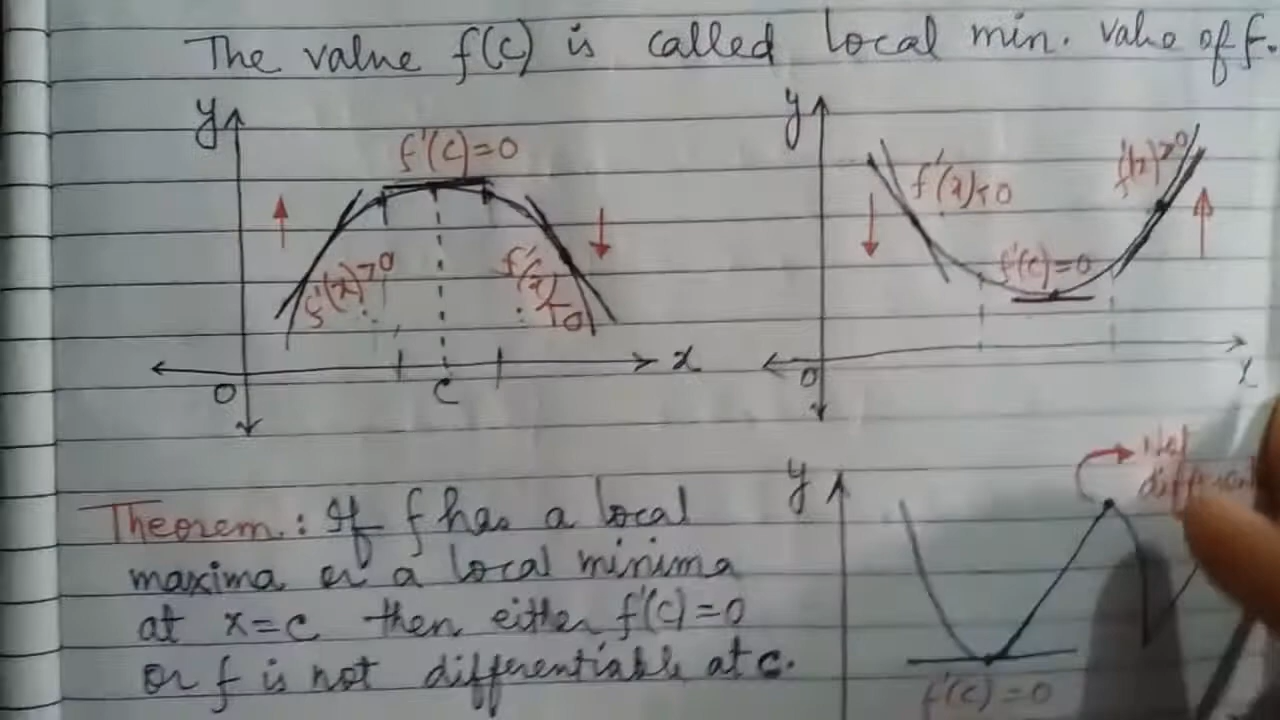 The value f(c) is called local min. value of f.
y
f'(c)=0
f'(x)>0
f'(x)<0
O
c
x
y
f'(x)<0
f'(x)>0
f'(c)=0
O
x
Theorem: If f has a local
maxima or a local minima
at x=c then either f'(c)=0
or f is not differentiable at c.
y
Not
f'(c)=0